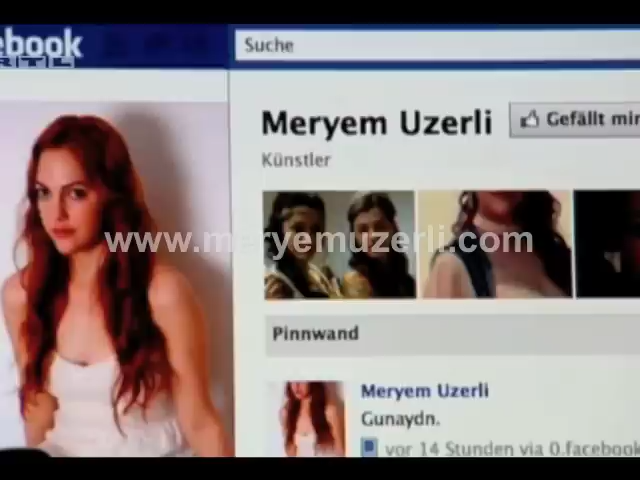 ebook
RTL
Suche
Meryem Uzerli
Gefällt mir
Künstler
www.meryemuzerli.com
Pinnwand
Meryem Uzerli
Gunaydn.
vor 14 Stunden via 0.facebook